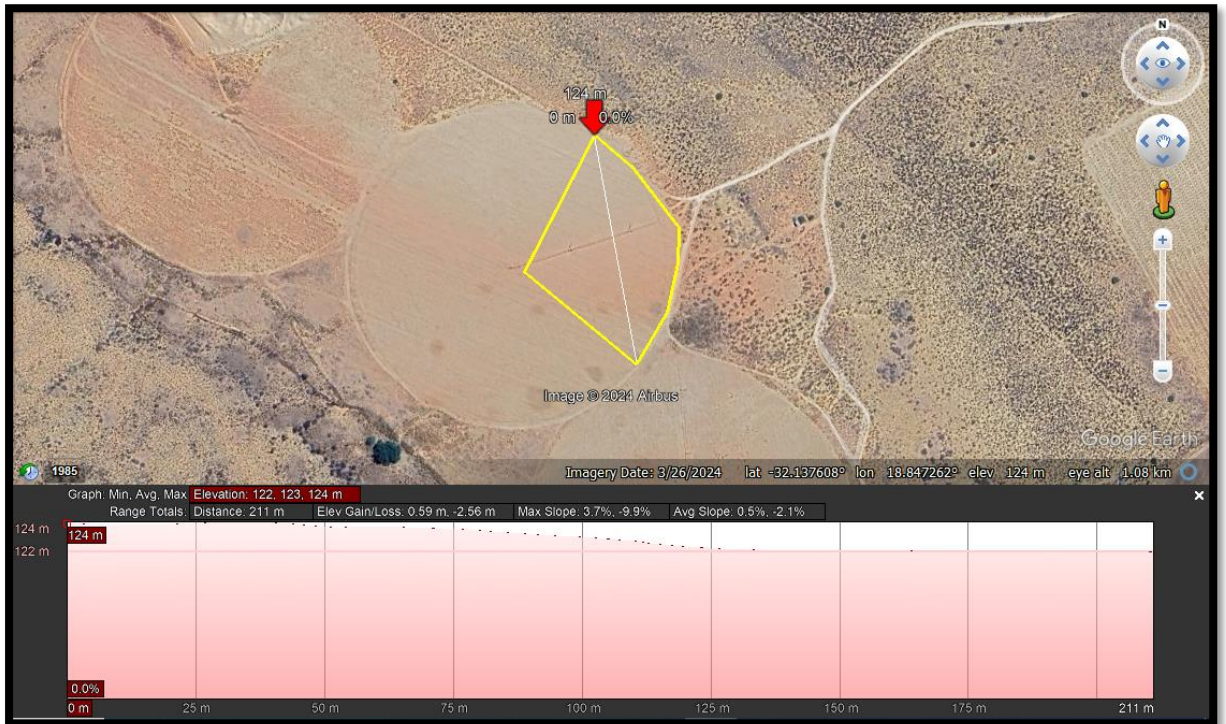 N
124 m
0 m 0.0%
Image © 2024 Airbus
Google Earth
1985
Imagery Date: 3/26/2024 lat -32.137608° lon 18.847262° elev 124 m eye alt 1.08 km
Graph: Min, Avg, Max Elevation: 122, 123, 124 m
Range Totals: Distance: 211 m Elev Gain/Loss: 0.59 m, -2.56 m Max Slope: 3.7%, -9.9% Avg Slope: 0.5%, -2.1%
124 m
124 m
122 m
0.0%
0 m 25 m 50 m 75 m 100 m 125 m 150 m 175 m 211 m